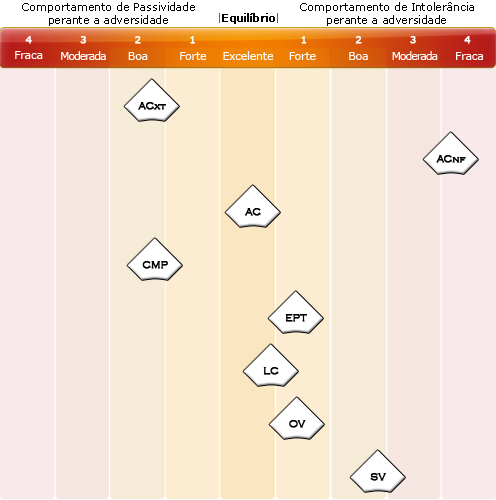 Comportamento de Passividade
perante a adversidade
|Equilíbrio|
Comportamento de Intolerância
perante a adversidade
4 3 2 1 1 2 3 4
Fraca Moderada Boa Forte Excelente Forte Boa Moderada Fraca
ACXT
ACNF
AC
CMP
EPT
LC
OV
SV